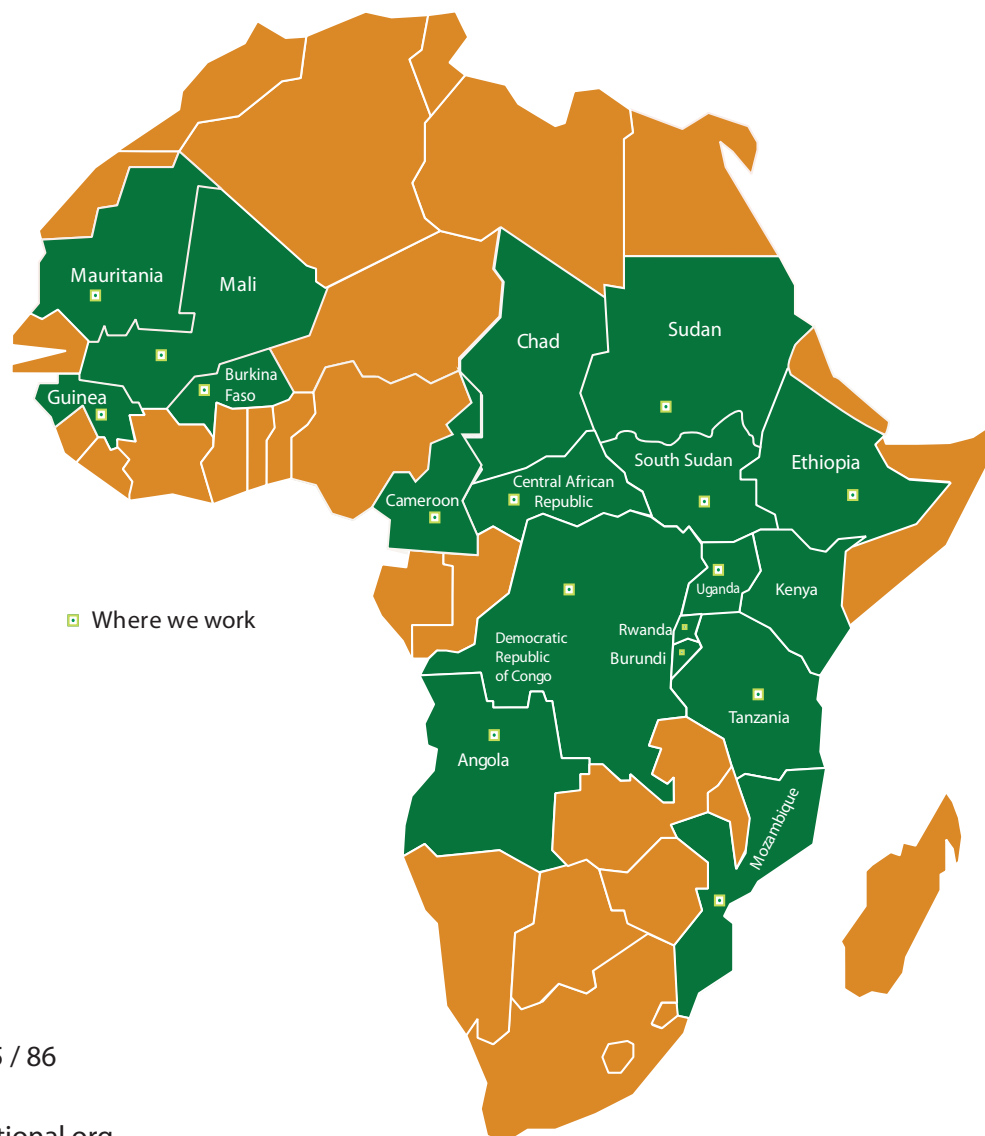 Mauritania
Mali
Chad
Sudan
Burkina
Faso
Guinea
South Sudan
Ethiopia
Central African
Republic
Cameroon
Uganda
Kenya
Where we work
Rwanda
Democratic
Republic
of Congo
Burundi
Tanzania
Angola
Mozambique
/ 86